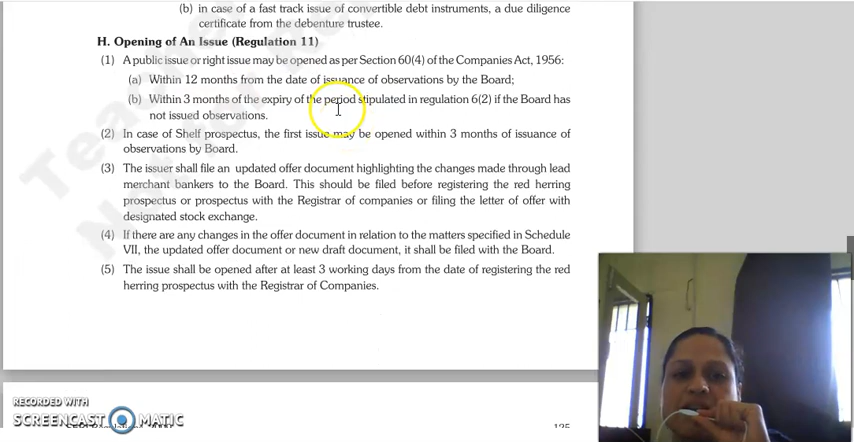 (b) in case of a fast track issue of convertible debt instruments, a due diligence
certificate from the debenture trustee.
H. Opening of An Issue (Regulation 11)
(1) A public issue or right issue may be opened as per Section 60(4) of the Companies Act, 1956:
(a) Within 12 months from the date of issuance of observations by the Board;
(b) Within 3 months of the expiry of the period stipulated in regulation 6(2) if the Board has
not issued observations.
(2) In case of Shelf prospectus, the first issue may be opened within 3 months of issuance of
observations by Board.
(3) The issuer shall file an updated offer document highlighting the changes made through lead
merchant bankers to the Board. This should be filed before registering the red herring
prospectus or prospectus with the Registrar of companies or filing the letter of offer with
designated stock exchange.
(4) If there are any changes in the offer document in relation to the matters specified in Schedule
VII, the updated offer document or new draft document, it shall be filed with the Board.
(5) The issue shall be opened after at least 3 working days from the date of registering the red
herring prospectus with the Registrar of Companies.
RECORDED WITH
SCREENCAST MATIC